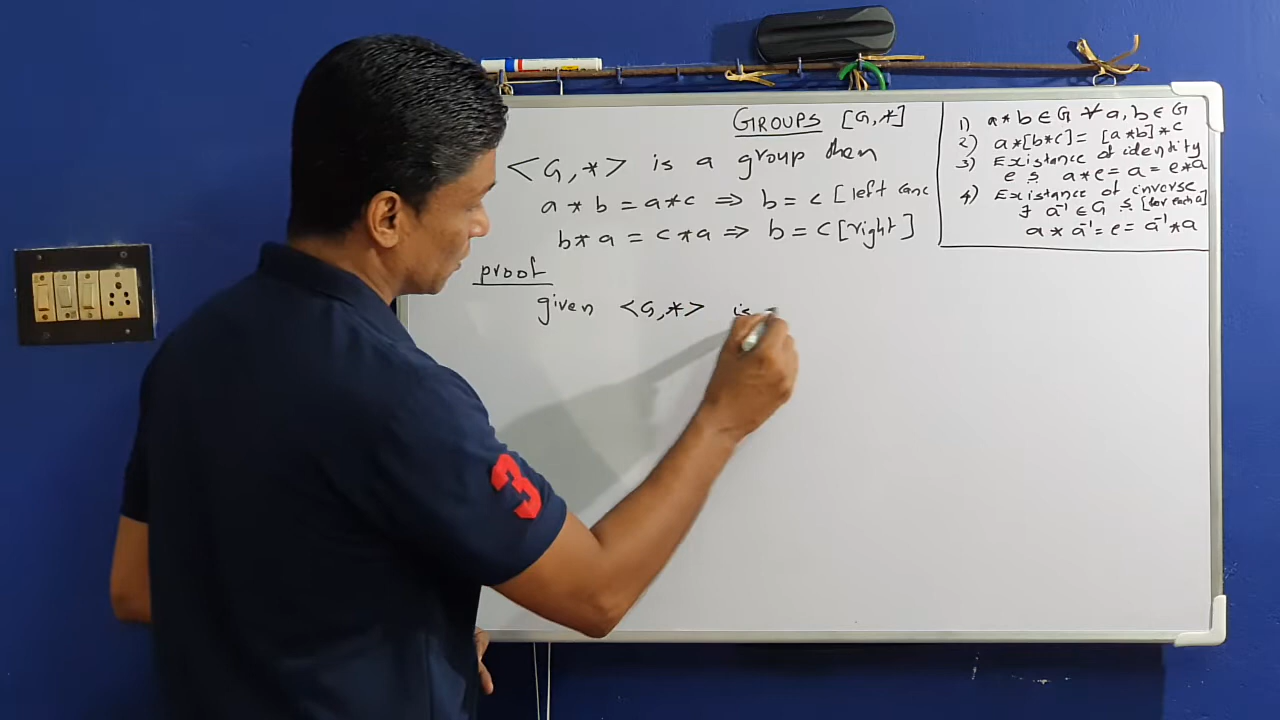 GROUPS [G,*]
<G,*> is a group then
a * b = a * c ⇒ b = c [left canc
b * a = c * a ⇒ b = c [right]
proof
given <G,*> is
1) a * b ∈ G ∀ a, b ∈ G
2) a * [b * c] = [a * b] * c
3) Existance of identity
e ∋ a * e = a = e * a
4) Existance of inverse
∃ a⁻¹ ∈ G ∋ [for each a]
a * a⁻¹ = e = a⁻¹ * a
3